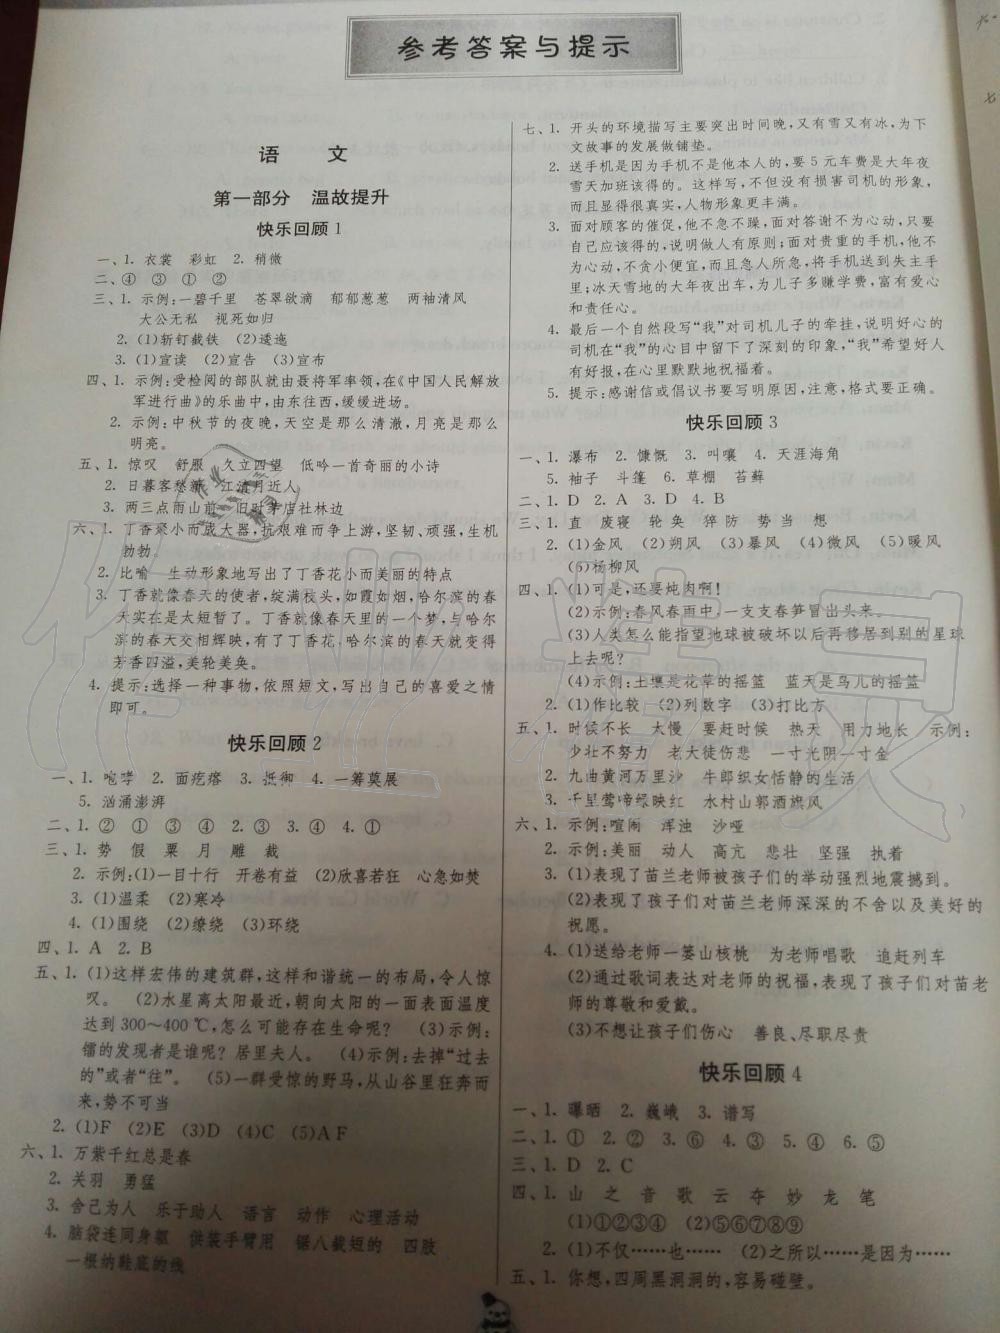 参考答案与提示
语　文
第一部分　温故提升
快乐回顾1
一、1. 衣裳　彩虹　2. 稍微
二、④　③　①　②
三、1. 示例:一碧千里　苍翠欲滴　郁郁葱葱　两袖清风
大公无私　视死如归
2. (1)斩钉截铁　(2)逶迤
3. (1)宣读　(2)宣告　(3)宣布
四、1. 示例:受检阅的部队就由聂将军率领,在《中国人民解放
军进行曲》的乐曲中,由东往西,缓缓进场。
2. 示例:中秋节的夜晚,天空是那么清澈,月亮是那么
明亮。
五、1. 惊叹　舒服　久立四望　低吟一首奇丽的小诗
2. 日暮客愁新　江清月近人
3. 两三点雨山前　旧时茅店社林边
六、1. 丁香聚小而成大器,抗艰难而争上游,坚韧、顽强,生机
勃勃。
2. 比喻　生动形象地写出了丁香花小而美丽的特点
3. 丁香就像春天的使者,绽满枝头,如霞如烟,哈尔滨的春
天实在是太短暂了。丁香就像春天里的一个梦,与哈尔
滨的春天交相辉映,有了丁香花,哈尔滨的春天就变得
芳香四溢,美轮美奂。
4. 提示:选择一种事物,依照短文,写出自己的喜爱之情
即可。
快乐回顾2
一、1. 咆哮　2. 面疙瘩　3. 抵御　4. 一筹莫展
5. 汹涌澎湃
二、1. ②　①　③　④　2. ③　3. ④　4. ①
三、1. 势　假　粟　月　雕　裁
2. 示例:(1)一目十行　开卷有益　(2)欣喜若狂　心急如焚
3. (1)温柔　(2)寒冷
4. (1)围绕　(2)缭绕　(3)环绕
四、1. A　2. B
五、1. (1)这样宏伟的建筑群,这样和谐统一的布局,令人惊
叹。　(2)水星离太阳最近,朝向太阳的一面表面温度
达到300～400℃,怎么可能存在生命呢?　(3)示例:
镭的发现者是谁呢?居里夫人。　(4)示例:去掉“过去
的”或者“往”。　(5)一群受惊的野马,从山谷里狂奔而
来,势不可当
2. (1)F　(2)E　(3)D　(4)C　(5)A F
六、1. 万紫千红总是春
2. 关羽　勇猛
3. 舍己为人　乐于助人　语言　动作　心理活动
4. 脑袋连同身躯　供装手臂用　锯八截短的　四肢
一根纳鞋底的线
七、1. 开头的环境描写主要突出时间晚,又有雪又有冰,为下
文故事的发展做铺垫。
2. 送手机是因为手机不是他本人的,要5元车费是大年夜
雪天加班该得的。这样写,不但没有损害司机的形象,
而且显得很真实,人物形象更丰满。
3. 面对顾客的催促,他不急不躁,面对答谢不为心动,只要
自己应该得的,说明做人有原则;面对贵重的手机,他不
为心动,不贪小便宜,而且急人所急,将手机送到失主手
里;冰天雪地的大年夜出车,为儿子多赚学费,富有爱心
和责任心。
4. 最后一个自然段写“我”对司机儿子的牵挂,说明好心的
司机在“我”的心目中留下了深刻的印象,“我”希望好人
有好报,在心里默默地祝福着。
5. 提示:感谢信或倡议书要写明原因,注意,格式要正确。
快乐回顾3
一、1. 瀑布　2. 慷慨　3. 叫嚷　4. 天涯海角
5. 袖子　斗篷　6. 草棚　苔藓
二、1. D　2. A　3. D　4. B
三、1. 直　废寝　轮奂　猝防　势当　想
2. (1)金风　(2)朔风　(3)暴风　(4)微风　(5)暖风
(6)杨柳风
四、1. (1)可是,还要炖肉啊!
(2)示例:春风春雨中,一支支春笋冒出头来。
(3)人类怎么能指望地球被破坏以后再移居到别的星球
上去呢?
(4)示例:土壤是花草的摇篮　蓝天是鸟儿的摇篮
2. (1)作比较　(2)列数字　(3)打比方
五、1. 时候不长　太慢　要赶时候　热天　用力地长　示例:
少壮不努力　老大徒伤悲　一寸光阴一寸金
2. 九曲黄河万里沙　牛郎织女恬静的生活
3. 千里莺啼绿映红　水村山郭酒旗风
六、1. 示例:喧闹　浑浊　沙哑
2. 示例:美丽　动人　高亢　悲壮　坚强　执着
3. (1)表现了苗兰老师被孩子们的举动强烈地震撼到。
(2)表现了孩子们对苗兰老师深深的不舍以及美好的
祝愿。
4. (1)送给老师一篓山核桃　为老师唱歌　追赶列车
(2)通过歌词表达对老师的祝福,表现了孩子们对苗老师
的尊敬和爱戴。
(3)不想让孩子们伤心　善良、尽职尽责
快乐回顾4
一、1. 曝晒　2. 巍峨　3. 谱写
二、1. ①　2. ②　3. ⑥　4. ③　5. ④　6. ⑤
三、1. D　2. C
四、1. 山　之　音　歌　云　夺　妙　龙　笔
(1)①②③④　(2)⑤⑥⑦⑧⑨
2. (1)不仅……也……　(2)之所以……是因为……
五、1. 你想,四周黑洞洞的,容易碰壁。